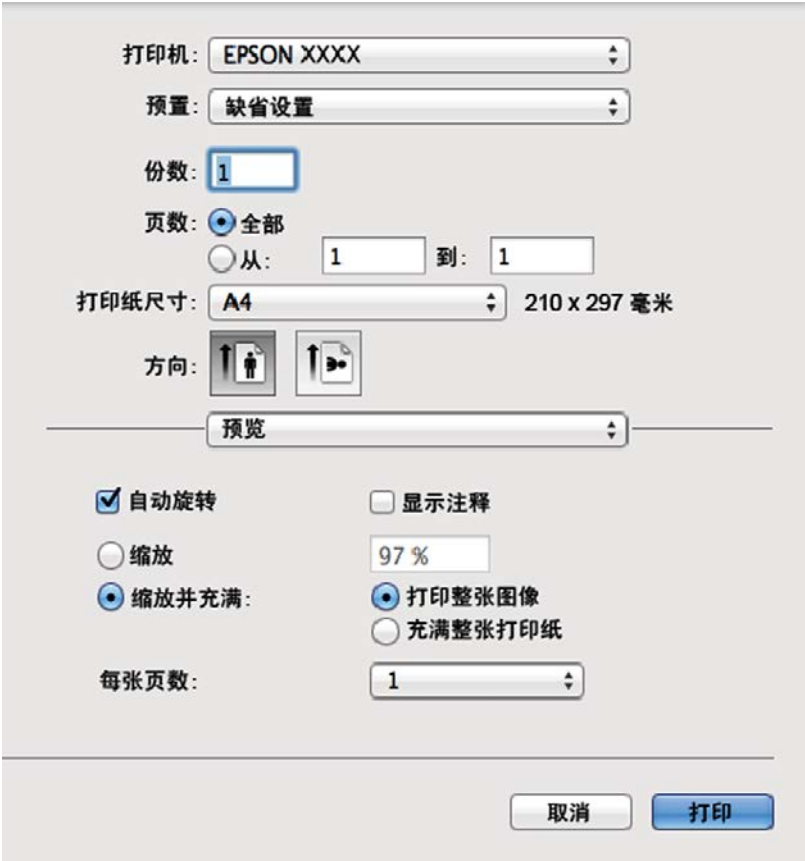 打印机: EPSON XXXX
预置: 缺省设置
份数: 1
页数: 全部
从: 1 到: 1
打印纸尺寸: A4 210 x 297 毫米
方向:
预览
自动旋转 显示注释
缩放 97 %
缩放并充满: 打印整张图像
充满整张打印纸
每张页数: 1
取消 打印